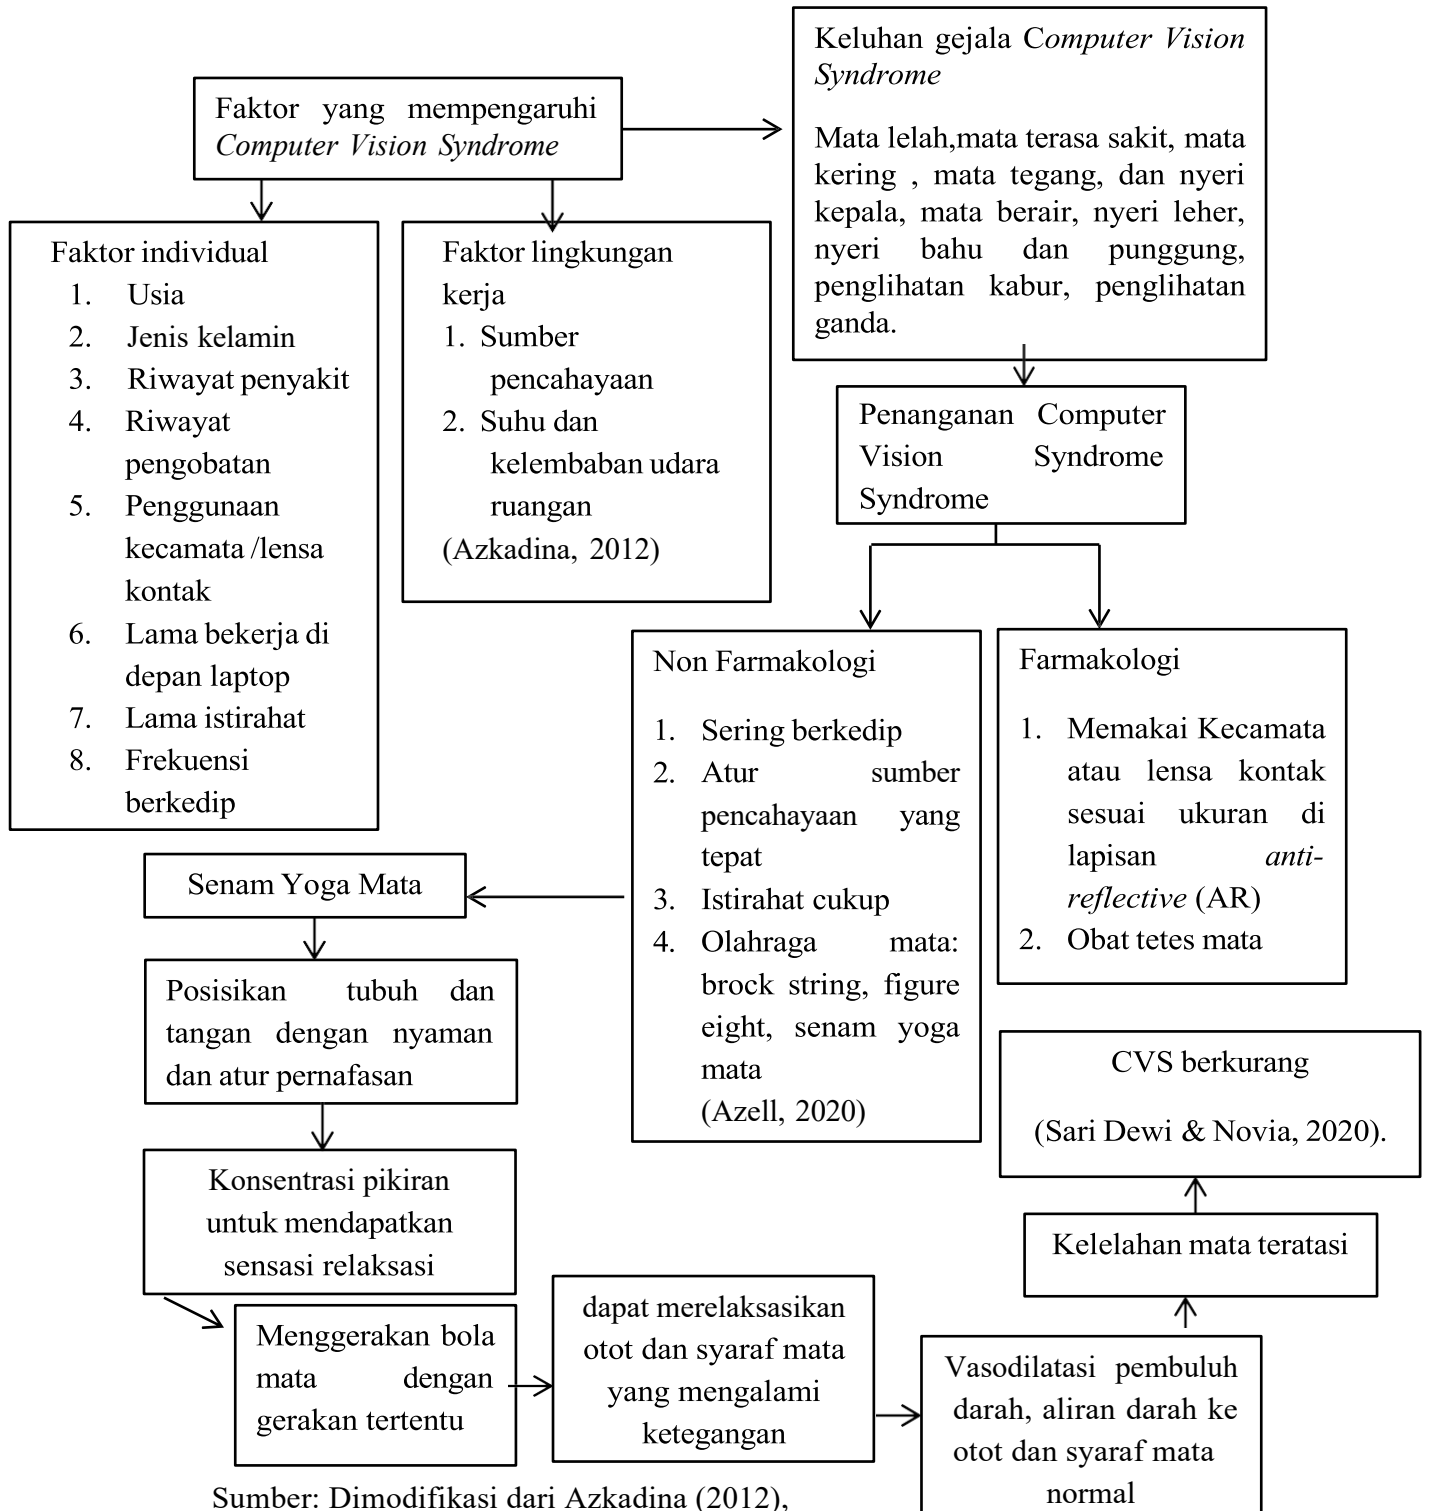 Faktor yang mempengaruhi
Computer Vision Syndrome
Keluhan gejala Computer Vision
Syndrome
Mata lelah,mata terasa sakit, mata
kering , mata tegang, dan nyeri
kepala, mata berair, nyeri leher,
nyeri bahu dan punggung,
penglihatan kabur, penglihatan
ganda.
Faktor individual
1. Usia
2. Jenis kelamin
3. Riwayat penyakit
4. Riwayat
pengobatan
5. Penggunaan
kecamata /lensa
kontak
6. Lama bekerja di
depan laptop
7. Lama istirahat
8. Frekuensi
berkedip
Faktor lingkungan
kerja
1. Sumber
pencahayaan
2. Suhu dan
kelembaban udara
ruangan
(Azkadina, 2012)
Penanganan Computer
Vision Syndrome
Syndrome
Non Farmakologi
1. Sering berkedip
2. Atur sumber
pencahayaan yang
tepat
3. Istirahat cukup
4. Olahraga mata:
brock string, figure
eight, senam yoga
mata
(Azell, 2020)
Farmakologi
1. Memakai Kecamata
atau lensa kontak
sesuai ukuran di
lapisan anti-
reflective (AR)
2. Obat tetes mata
Senam Yoga Mata
Posisikan tubuh dan
tangan dengan nyaman
dan atur pernafasan
Konsentrasi pikiran
untuk mendapatkan
sensasi relaksasi
Menggerakan bola
mata dengan
gerakan tertentu
dapat merelaksasikan
otot dan syaraf mata
yang mengalami
ketegangan
Vasodilatasi pembuluh
darah, aliran darah ke
otot dan syaraf mata
normal
Kelelahan mata teratasi
CVS berkurang
(Sari Dewi & Novia, 2020).
Sumber: Dimodifikasi dari Azkadina (2012),